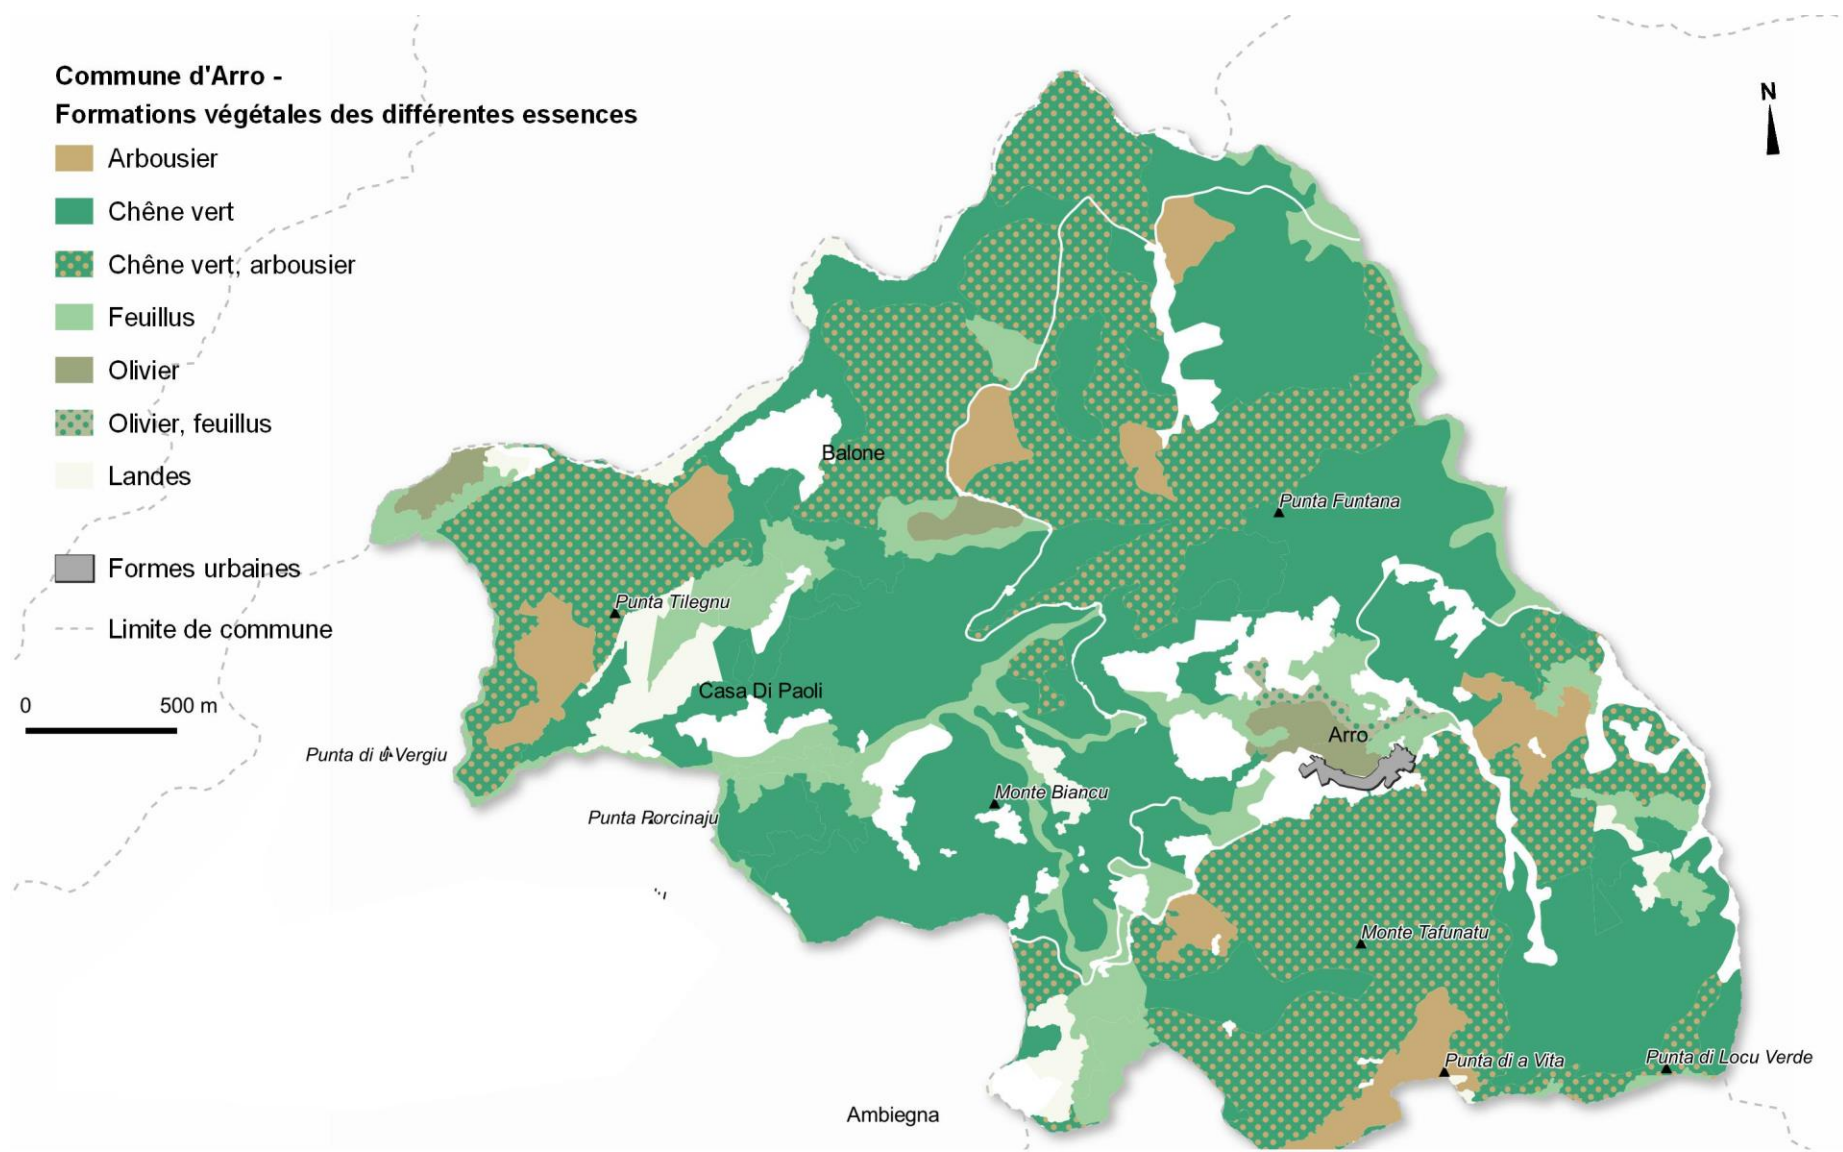 Commune d'Arro -
Formations végétales des différentes essences
Arbousier
Chêne vert
Chêne vert, arbousier
Feuillus
Olivier
Olivier, feuillus
Landes
Formes urbaines
Limite de commune
0 500 m
N
Balone
Punta Funtana
Punta Tilegnu
Casa Di Paoli
Arro
Punta di u Vergiu
Monte Biancu
Punta Porcinaju
Monte Tafunatu
Punta di a Vita
Punta di Locu Verde
Ambiegna